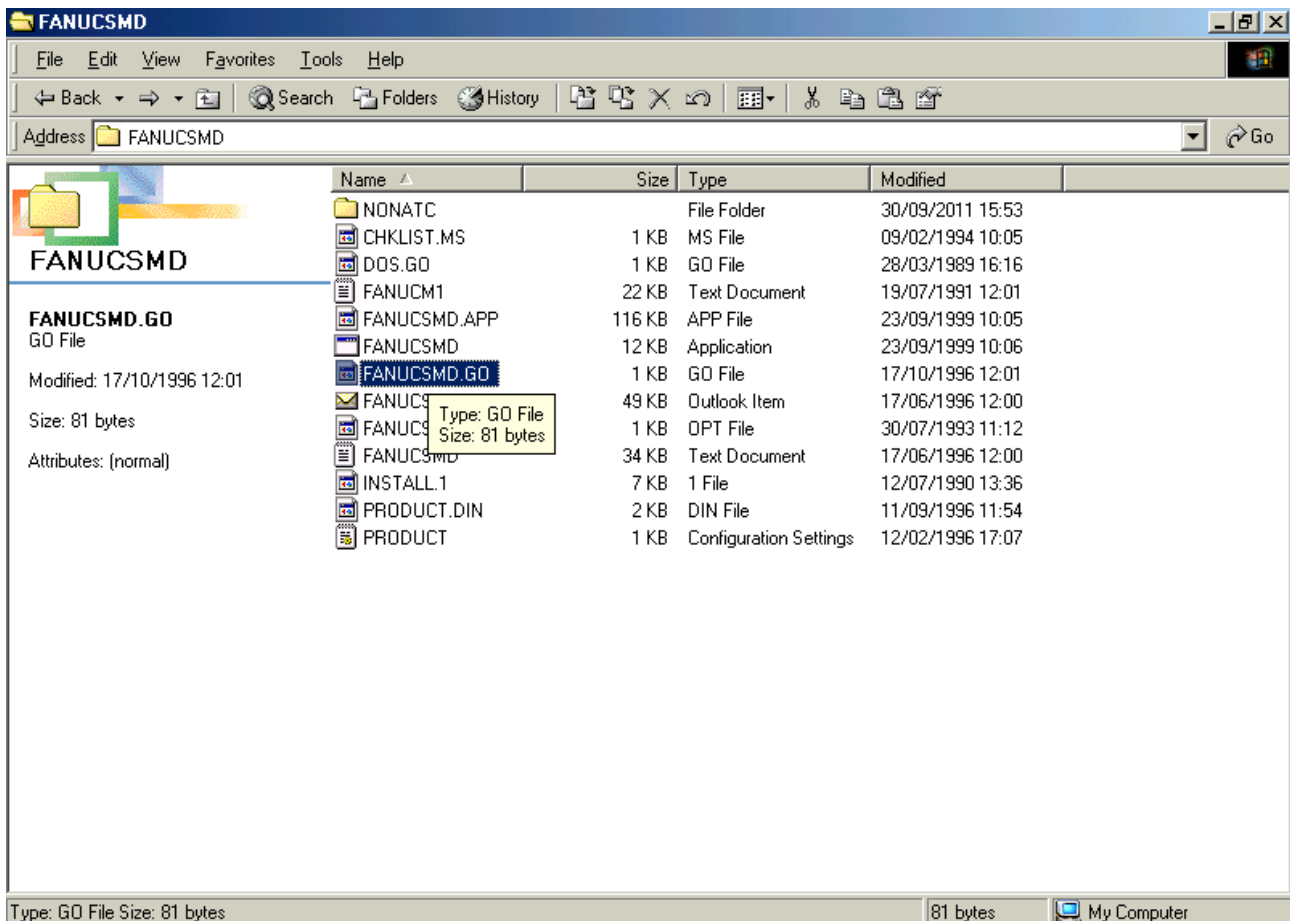 FANUCSMD
File Edit View Favorites Tools Help
Back Search Folders History
Address FANUCSMD Go
Name Size Type Modified
NONATC File Folder 30/09/2011 15:53
CHKLIST.MS 1 KB MS File 09/02/1994 10:05
DOS.GO 1 KB GO File 28/03/1989 16:16
FANUCM1 22 KB Text Document 19/07/1991 12:01
FANUCSMD.APP 116 KB APP File 23/09/1999 10:05
FANUCSMD 12 KB Application 23/09/1999 10:06
FANUCSMD.GO 1 KB GO File 17/10/1996 12:01
FANUCS 49 KB Outlook Item 17/06/1996 12:00
FANUCS 1 KB OPT File 30/07/1993 11:12
FANUCSMD 34 KB Text Document 17/06/1996 12:00
INSTALL.1 7 KB 1 File 12/07/1990 13:36
PRODUCT.DIN 2 KB DIN File 11/09/1996 11:54
PRODUCT 1 KB Configuration Settings 12/02/1996 17:07
Type: GO File
Size: 81 bytes
FANUCSMD
FANUCSMD.GO
GO File
Modified: 17/10/1996 12:01
Size: 81 bytes
Attributes: (normal)
Type: GO File Size: 81 bytes 81 bytes My Computer